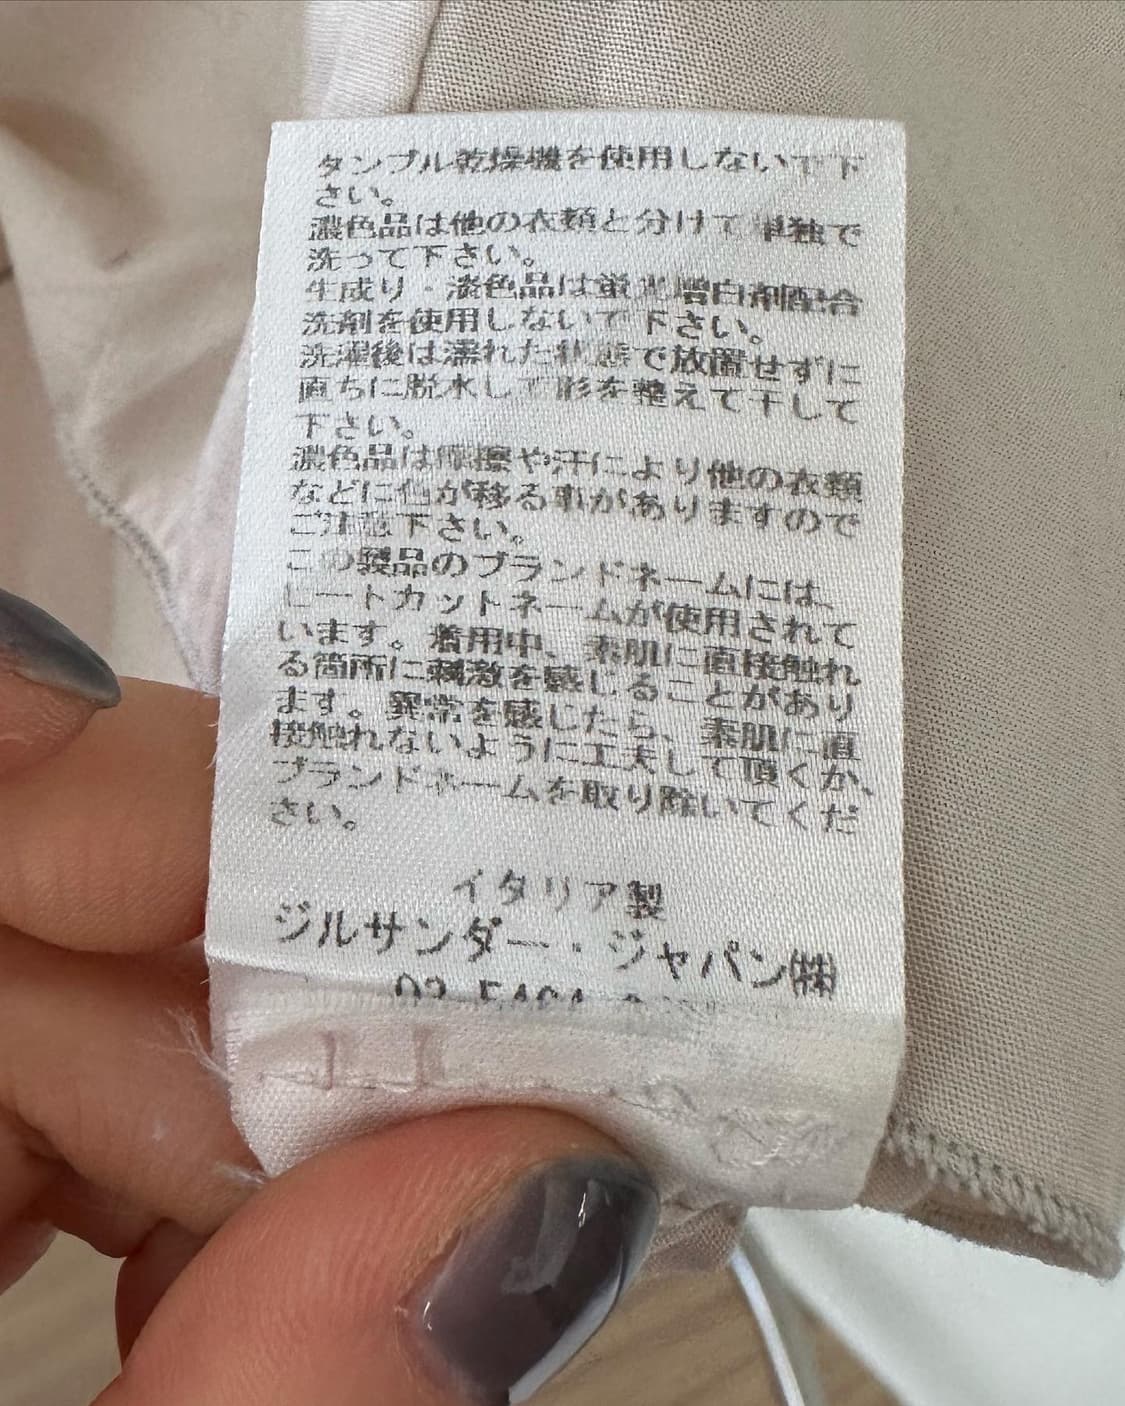 タンブル乾燥機を使用しないで下
さい。
濃色品は他の衣類と分けて単独で
洗って下さい。
生成り・淡色品は蛍光増白剤配合
洗剤を使用しないで下さい。
洗濯後は濡れた状態で放置せずに
直ちに脱水して形を整えて干して
下さい。
濃色品は摩擦や汗により他の衣類
などに色が移る事がありますので
ご注意下さい。
この製品のブランドネームには、
ヒートカットネームが使用されて
います。着用中、素肌に直接触れ
る箇所に刺激を感じることがあり
ます。異常を感じたら、素肌に直
接触れないように工夫して頂くか、
ブランドネームを取り除いてくだ
さい。
イタリア製
ジルサンダー・ジャパン㈱